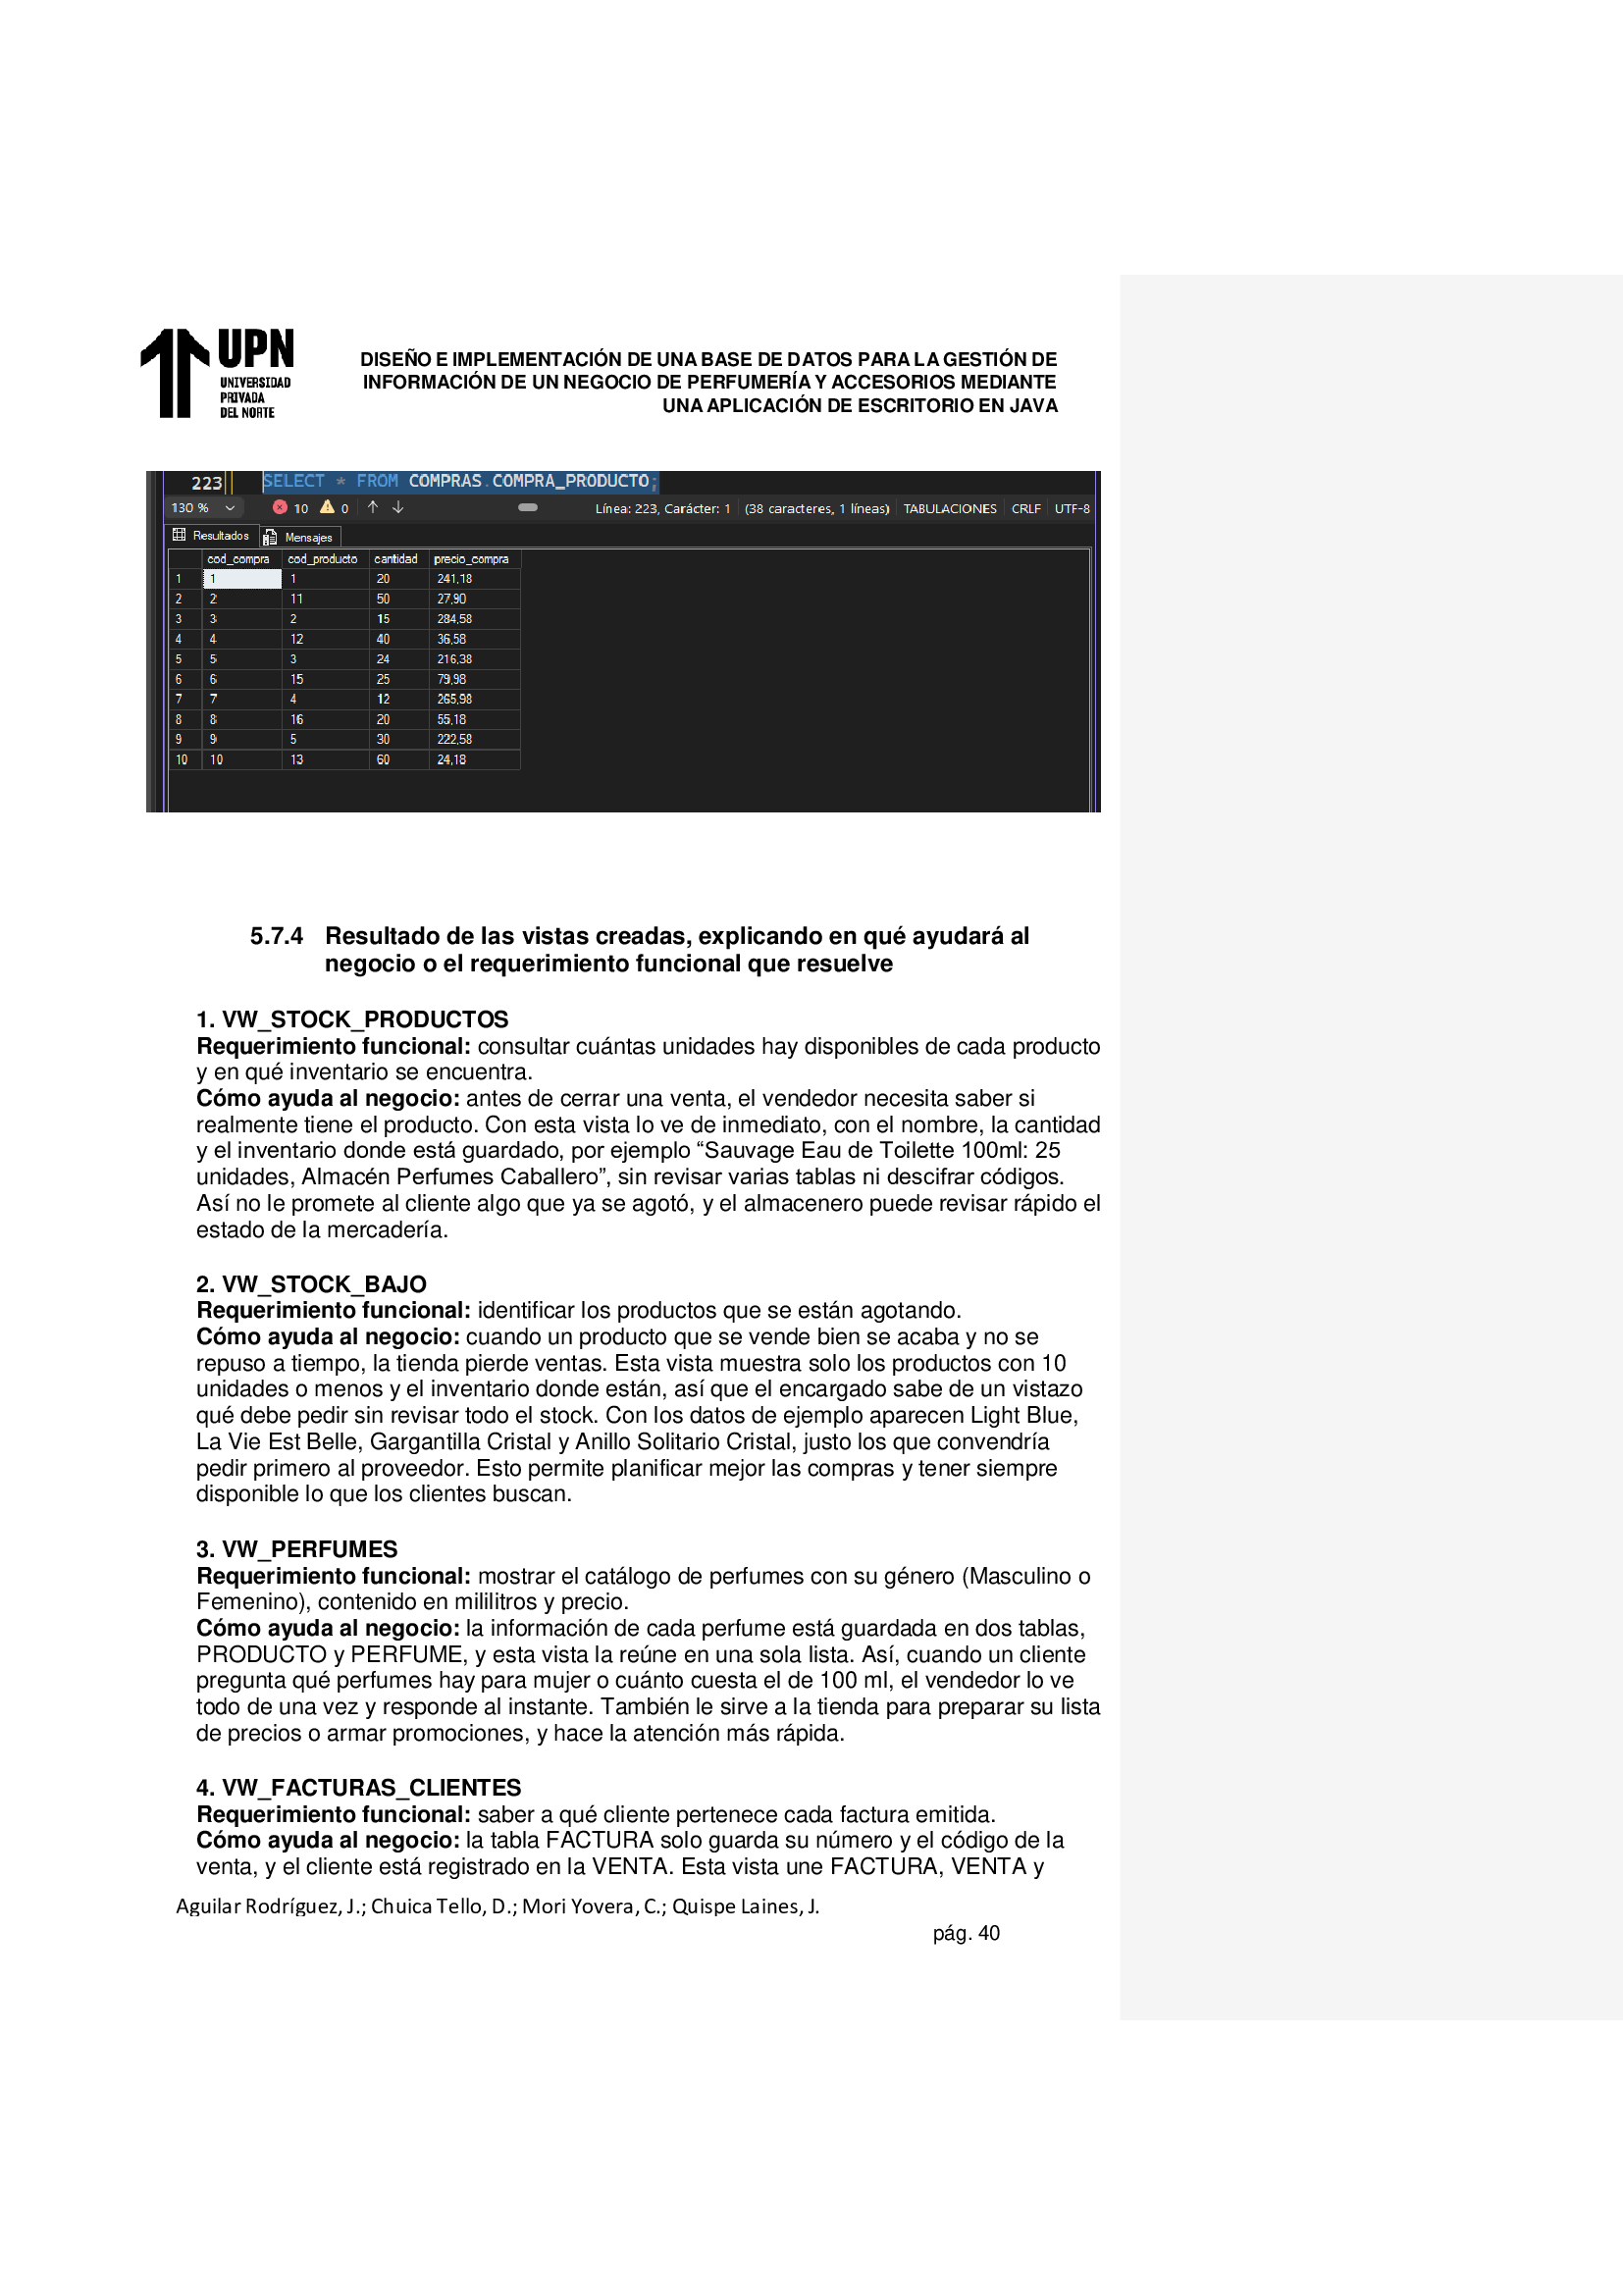 UPN
UNIVERSIDAD
PRIVADA
DEL NORTE
DISEÑO E IMPLEMENTACIÓN DE UNA BASE DE DATOS PARA LA GESTIÓN DE
INFORMACIÓN DE UN NEGOCIO DE PERFUMERÍA Y ACCESORIOS MEDIANTE
UNA APLICACIÓN DE ESCRITORIO EN JAVA
223 SELECT * FROM COMPRAS.COMPRA_PRODUCTO;
130 % 10 0 Línea: 223, Carácter: 1 (38 caracteres, 1 líneas) TABULACIONES CRLF UTF-8
Resultados Mensajes
cod_compra cod_producto cantidad precio_compra
1 1 1 20 241,18
2 2 11 50 27,90
3 3 2 15 284,58
4 4 12 40 36,58
5 5 3 24 216,38
6 6 15 25 79,98
7 7 4 12 265,98
8 8 16 20 55,18
9 9 5 30 222,58
10 10 13 60 24,18
5.7.4 Resultado de las vistas creadas, explicando en qué ayudará al
negocio o el requerimiento funcional que resuelve
1. VW_STOCK_PRODUCTOS
Requerimiento funcional: consultar cuántas unidades hay disponibles de cada producto
y en qué inventario se encuentra.
Cómo ayuda al negocio: antes de cerrar una venta, el vendedor necesita saber si
realmente tiene el producto. Con esta vista lo ve de inmediato, con el nombre, la cantidad
y el inventario donde está guardado, por ejemplo “Sauvage Eau de Toilette 100ml: 25
unidades, Almacén Perfumes Caballero”, sin revisar varias tablas ni descifrar códigos.
Así no le promete al cliente algo que ya se agotó, y el almacenero puede revisar rápido el
estado de la mercadería.
2. VW_STOCK_BAJO
Requerimiento funcional: identificar los productos que se están agotando.
Cómo ayuda al negocio: cuando un producto que se vende bien se acaba y no se
repuso a tiempo, la tienda pierde ventas. Esta vista muestra solo los productos con 10
unidades o menos y el inventario donde están, así que el encargado sabe de un vistazo
qué debe pedir sin revisar todo el stock. Con los datos de ejemplo aparecen Light Blue,
La Vie Est Belle, Gargantilla Cristal y Anillo Solitario Cristal, justo los que convendría
pedir primero al proveedor. Esto permite planificar mejor las compras y tener siempre
disponible lo que los clientes buscan.
3. VW_PERFUMES
Requerimiento funcional: mostrar el catálogo de perfumes con su género (Masculino o
Femenino), contenido en mililitros y precio.
Cómo ayuda al negocio: la información de cada perfume está guardada en dos tablas,
PRODUCTO y PERFUME, y esta vista la reúne en una sola lista. Así, cuando un cliente
pregunta qué perfumes hay para mujer o cuánto cuesta el de 100 ml, el vendedor lo ve
todo de una vez y responde al instante. También le sirve a la tienda para preparar su lista
de precios o armar promociones, y hace la atención más rápida.
4. VW_FACTURAS_CLIENTES
Requerimiento funcional: saber a qué cliente pertenece cada factura emitida.
Cómo ayuda al negocio: la tabla FACTURA solo guarda su número y el código de la
venta, y el cliente está registrado en la VENTA. Esta vista une FACTURA, VENTA y
Aguilar Rodríguez, J.; Chuica Tello, D.; Mori Yovera, C.; Quispe Laines, J.
pág. 40